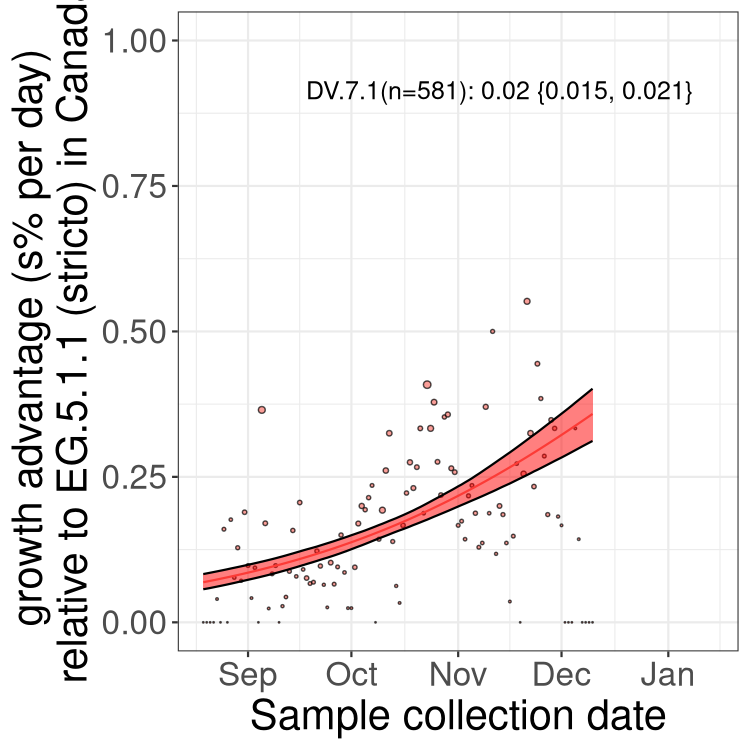 growth advantage (s% per day)
relative to EG.5.1.1 (stricto) in Canada
1.00
0.75
0.50
0.25
0.00
DV.7.1(n=581): 0.02 {0.015, 0.021}
Sep Oct Nov Dec Jan
Sample collection date